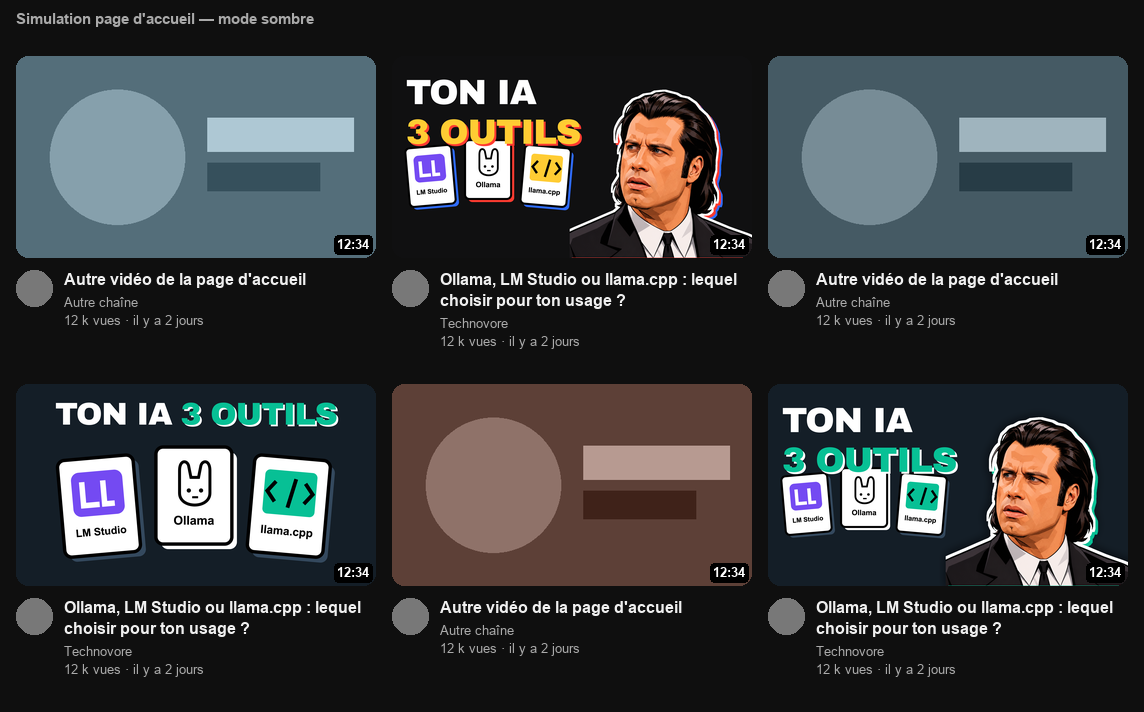 Simulation page d'accueil — mode sombre
12:34
Autre vidéo de la page d'accueil
Autre chaîne
12 k vues · il y a 2 jours
TON IA
3 OUTILS
LM Studio
Ollama
</>
llama.cpp
12:34
Ollama, LM Studio ou llama.cpp : lequel
choisir pour ton usage ?
Technovore
12 k vues · il y a 2 jours
12:34
Autre vidéo de la page d'accueil
Autre chaîne
12 k vues · il y a 2 jours
TON IA 3 OUTILS
LM Studio
Ollama
</>
llama.cpp
12:34
Ollama, LM Studio ou llama.cpp : lequel
choisir pour ton usage ?
Technovore
12 k vues · il y a 2 jours
12:34
Autre vidéo de la page d'accueil
Autre chaîne
12 k vues · il y a 2 jours
TON IA
3 OUTILS
LM Studio
Ollama
</>
llama.cpp
12:34
Ollama, LM Studio ou llama.cpp : lequel
choisir pour ton usage ?
Technovore
12 k vues · il y a 2 jours